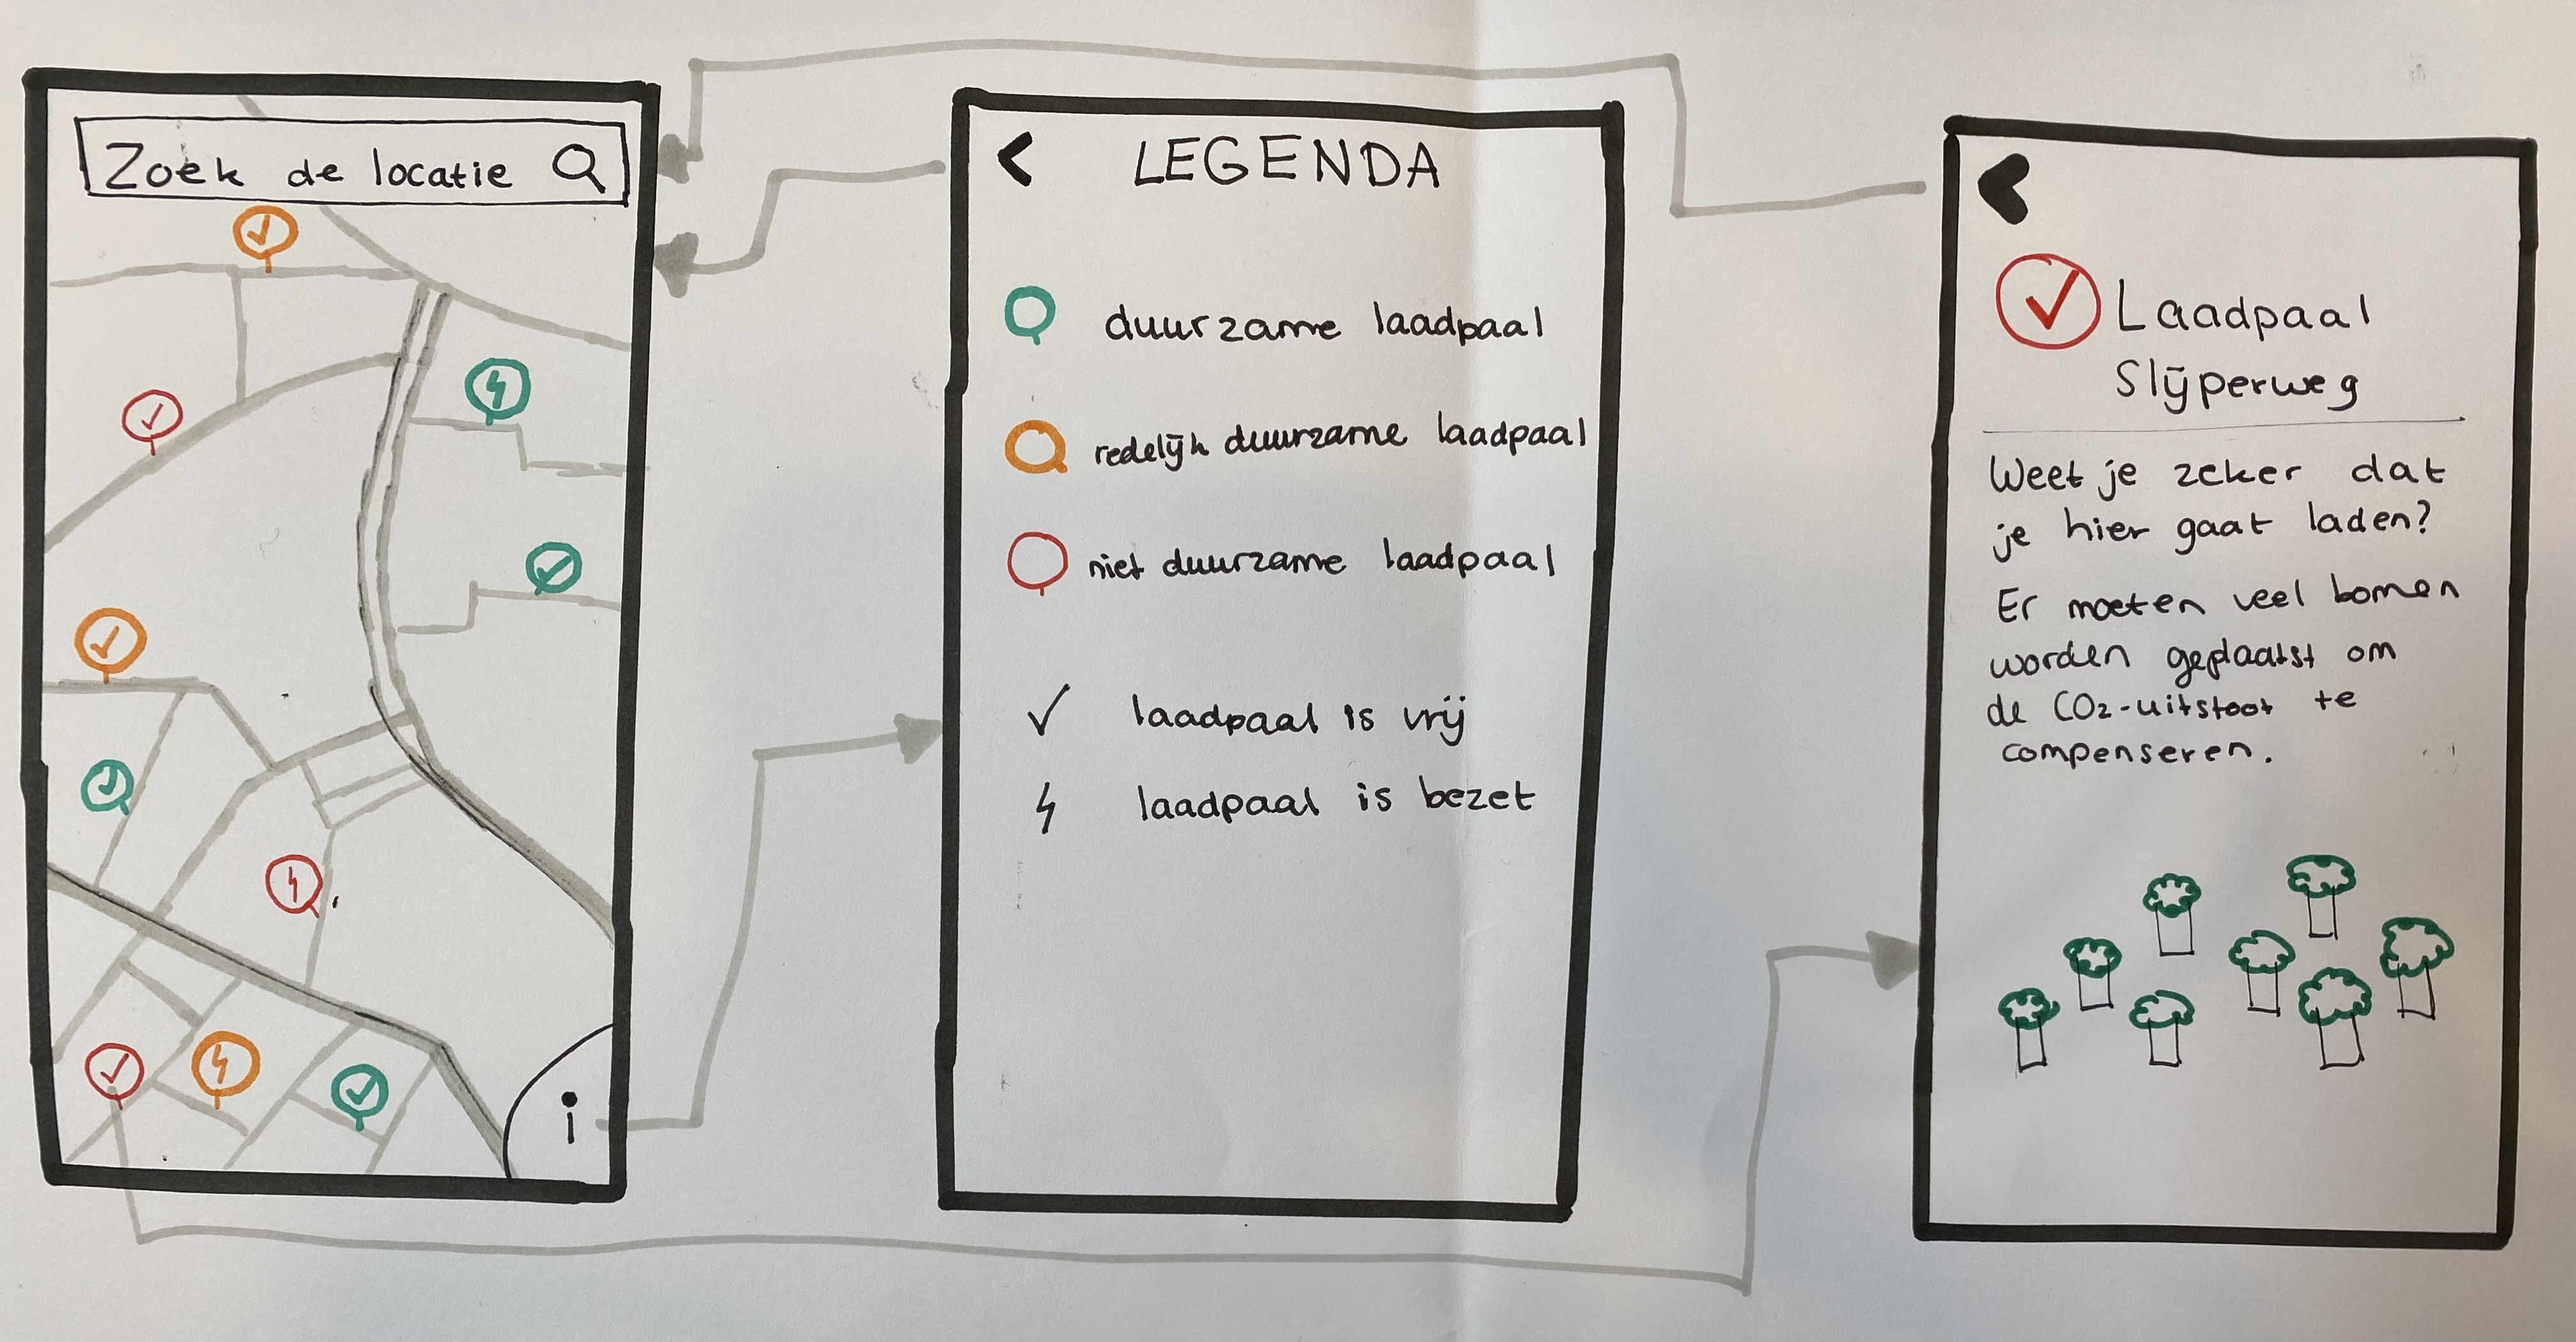 Zoek de locatie
i
LEGENDA
duurzame laadpaal
redelijk duurzame laadpaal
niet duurzame laadpaal
laadpaal is vrij
laadpaal is bezet
Laadpaal
Slijperweg
Weet je zeker dat
je hier gaat laden?
Er moeten veel bomen
worden geplaatst om
de CO₂-uitstoot te
compenseren.